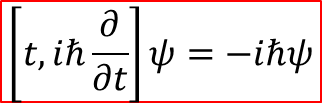 [t, iℏ ∂/∂t] ψ = −iℏψ